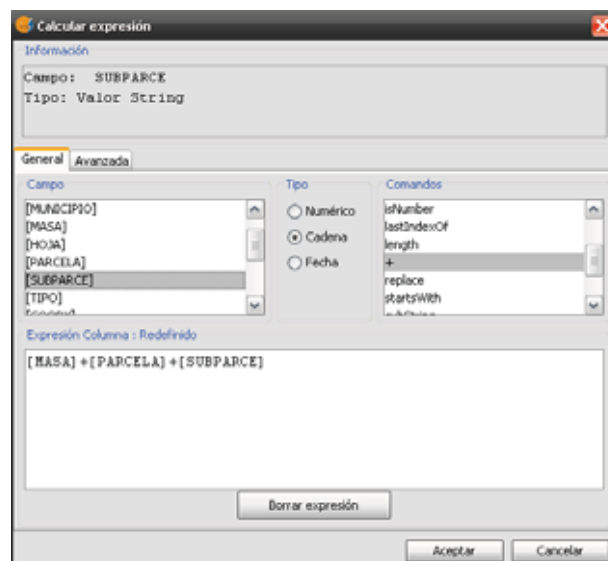 Calcular expresión
Información
Campo: SUBPARCE
Tipo: Valor String
General Avanzada
Campo Tipo Comandos
[MUNICIPIO]
[MASA]
[HOJA]
[PARCELA]
[SUBPARCE]
[TIPO]
Numérico
Cadena
Fecha
isNumber
lastIndexOf
length
+
replace
startsWith
Expresión Columna : Redefinido
[MASA]+[PARCELA]+[SUBPARCE]
Borrar expresión
Aceptar Cancelar